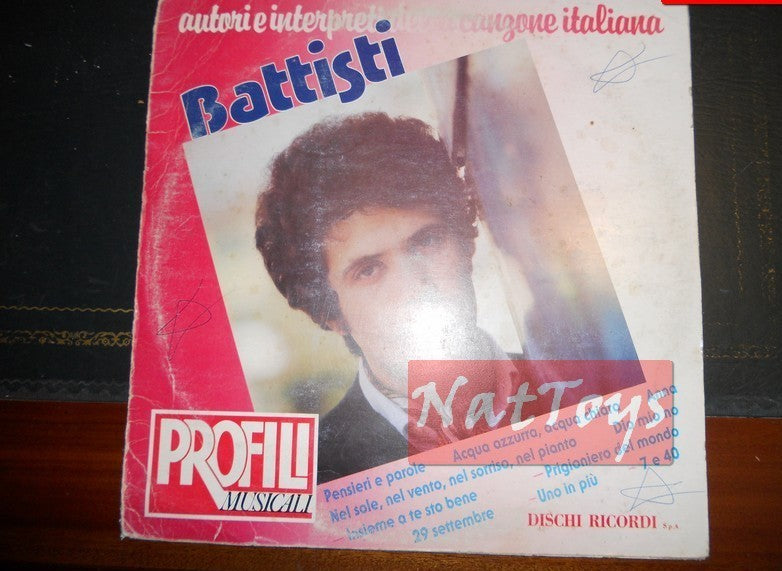 autori e interpreti della canzone italiana
Battisti
NatToys
Pensieri e parole Acqua azzurra, acqua chiara Anna
Nel sole, nel vento, nel sorriso, nel pianto Dio mio no
Insieme a te sto bene - Prigioniero del mondo
29 settembre - Uno in più - 7 e 40
PROFILI
MUSICALI
DISCHI RICORDI S.p.A.